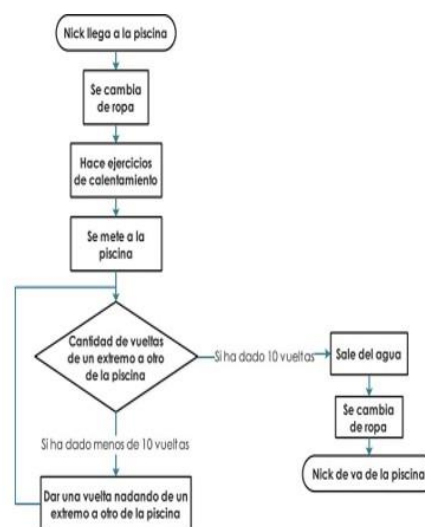 Nick llega a la piscina
Se cambia
de ropa
Hace ejercicios
de calentamiento
Se mete a la
piscina
Cantidad de vueltas
de un extremo a otro
de la piscina
Si ha dado 10 vueltas
Sale del agua
Se cambia
de ropa
Nick de va de la piscina
Si ha dado menos de 10 vueltas
Dar una vuelta nadando de un
extremo a otro de la piscina